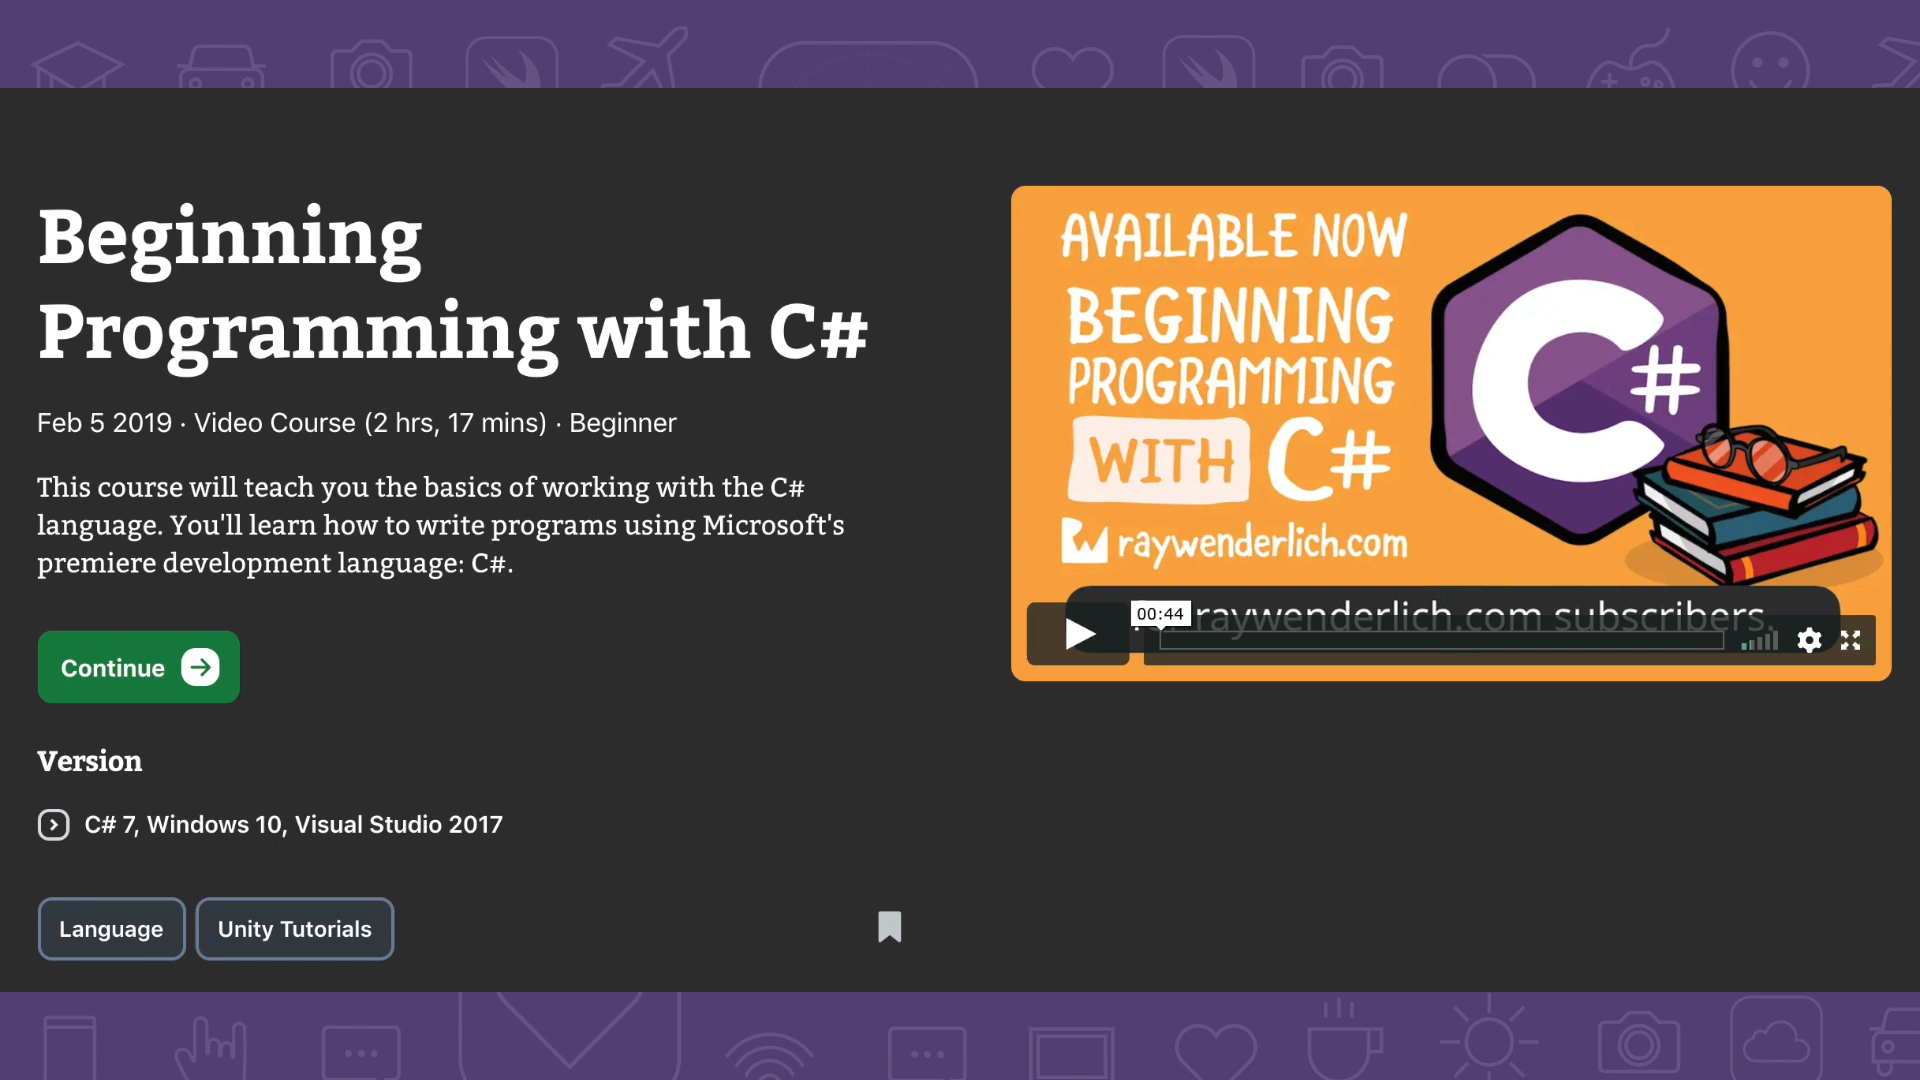 Beginning
Programming with C#
Feb 5 2019 · Video Course (2 hrs, 17 mins) · Beginner
This course will teach you the basics of working with the C#
language. You'll learn how to write programs using Microsoft's
premiere development language: C#.
Continue
Version
C# 7, Windows 10, Visual Studio 2017
Language
Unity Tutorials
AVAILABLE NOW
BEGINNING
PROGRAMMING
WITH C#
raywenderlich.com
C#
00:44
raywenderlich.com subscribers.